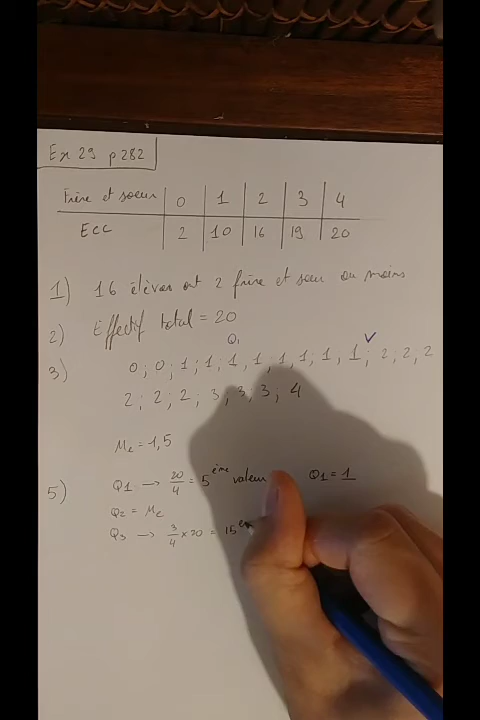 Ex 29 p282
Frère et soeur 0 1 2 3 4
ECC 2 10 16 19 20
1) 16 élèves ont 2 frère et soeur ou moins
2) Effectif total = 20
Q1
3) 0; 0; 1; 1; 1, 1; 1, 1; 1, 1; 2; 2, 2
2; 2; 2; 3; 3; 3; 4
Me = 1,5
5) Q1 → 20/4 = 5ème valeur Q1 = 1
Q2 = Me
Q3 → 3/4 × 20 = 15